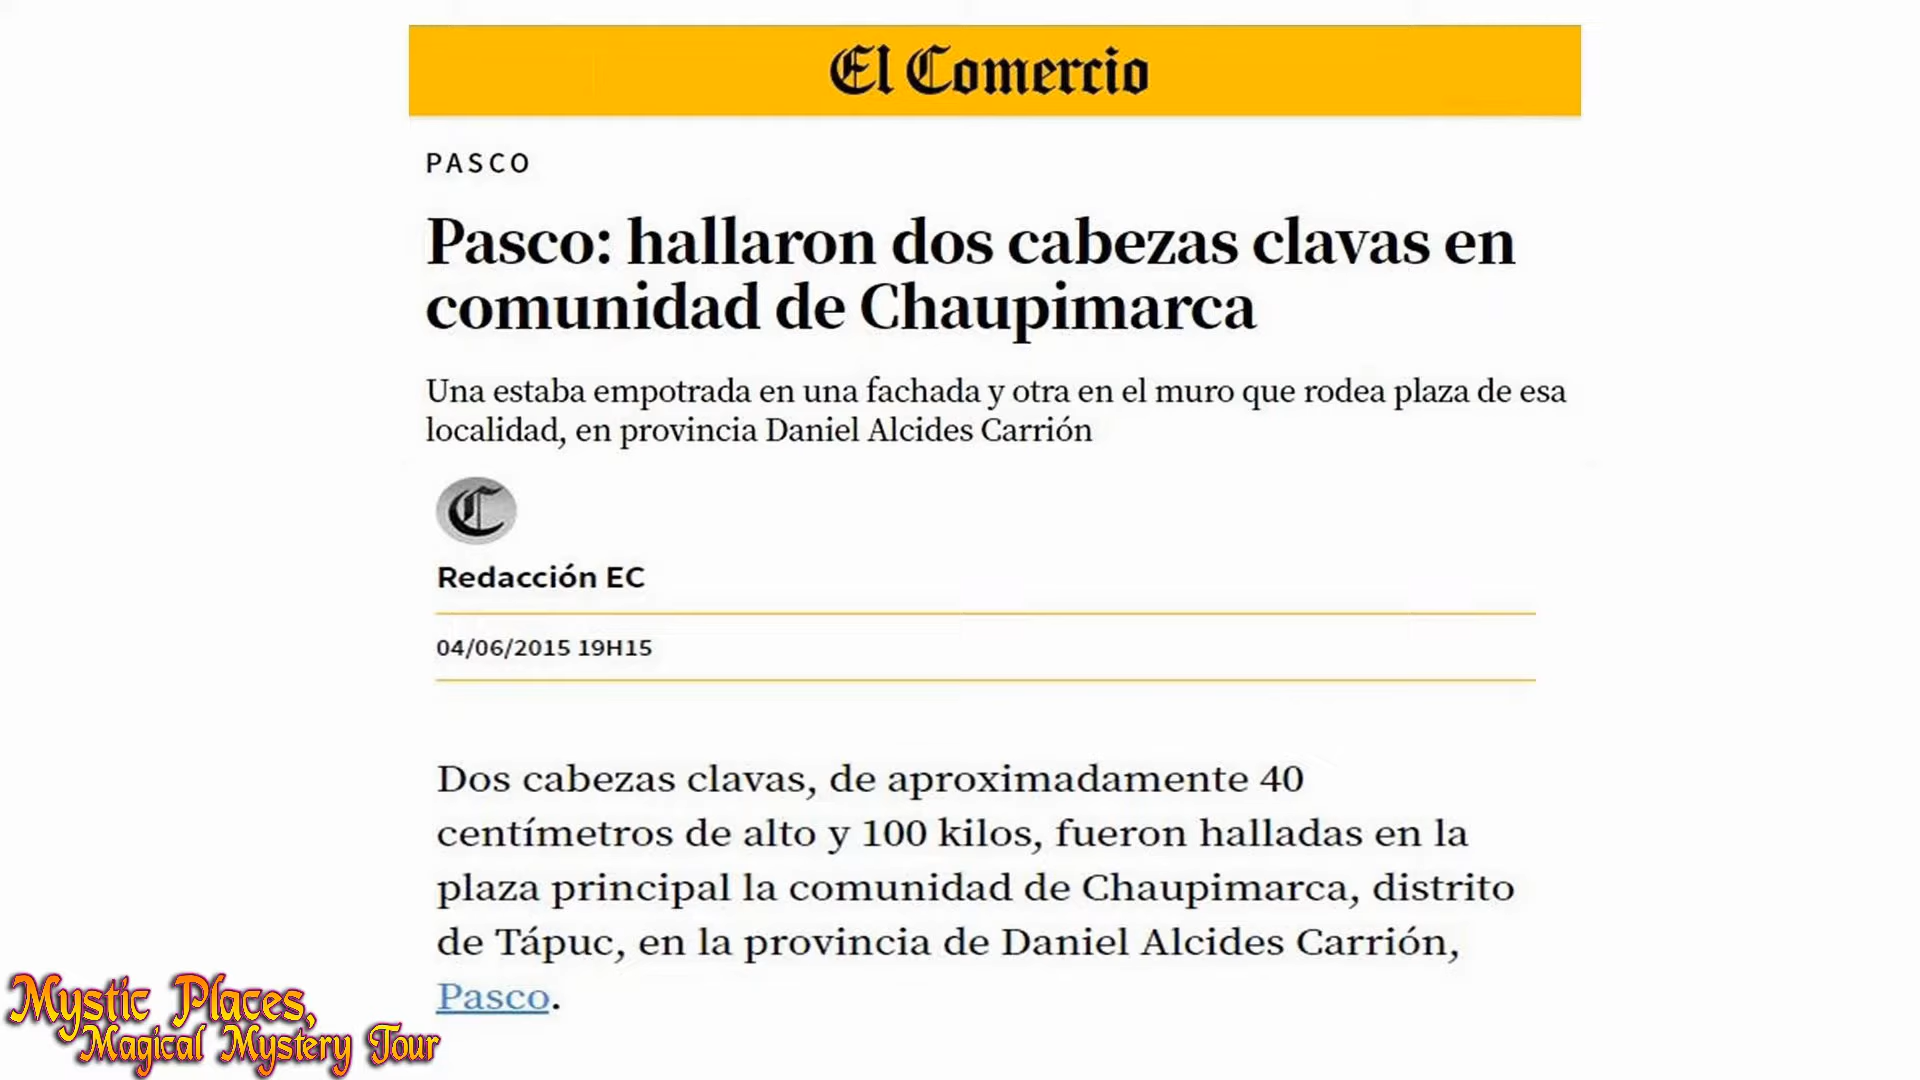 El Comercio
PASCO
Pasco: hallaron dos cabezas clavas en
comunidad de Chaupimarca
Una estaba empotrada en una fachada y otra en el muro que rodea plaza de esa
localidad, en provincia Daniel Alcides Carrión
C
Redacción EC
04/06/2015 19H15
Dos cabezas clavas, de aproximadamente 40
centímetros de alto y 100 kilos, fueron halladas en la
plaza principal la comunidad de Chaupimarca, distrito
de Tápuc, en la provincia de Daniel Alcides Carrión,
Pasco.
Mystic Places,
Magical Mystery Tour